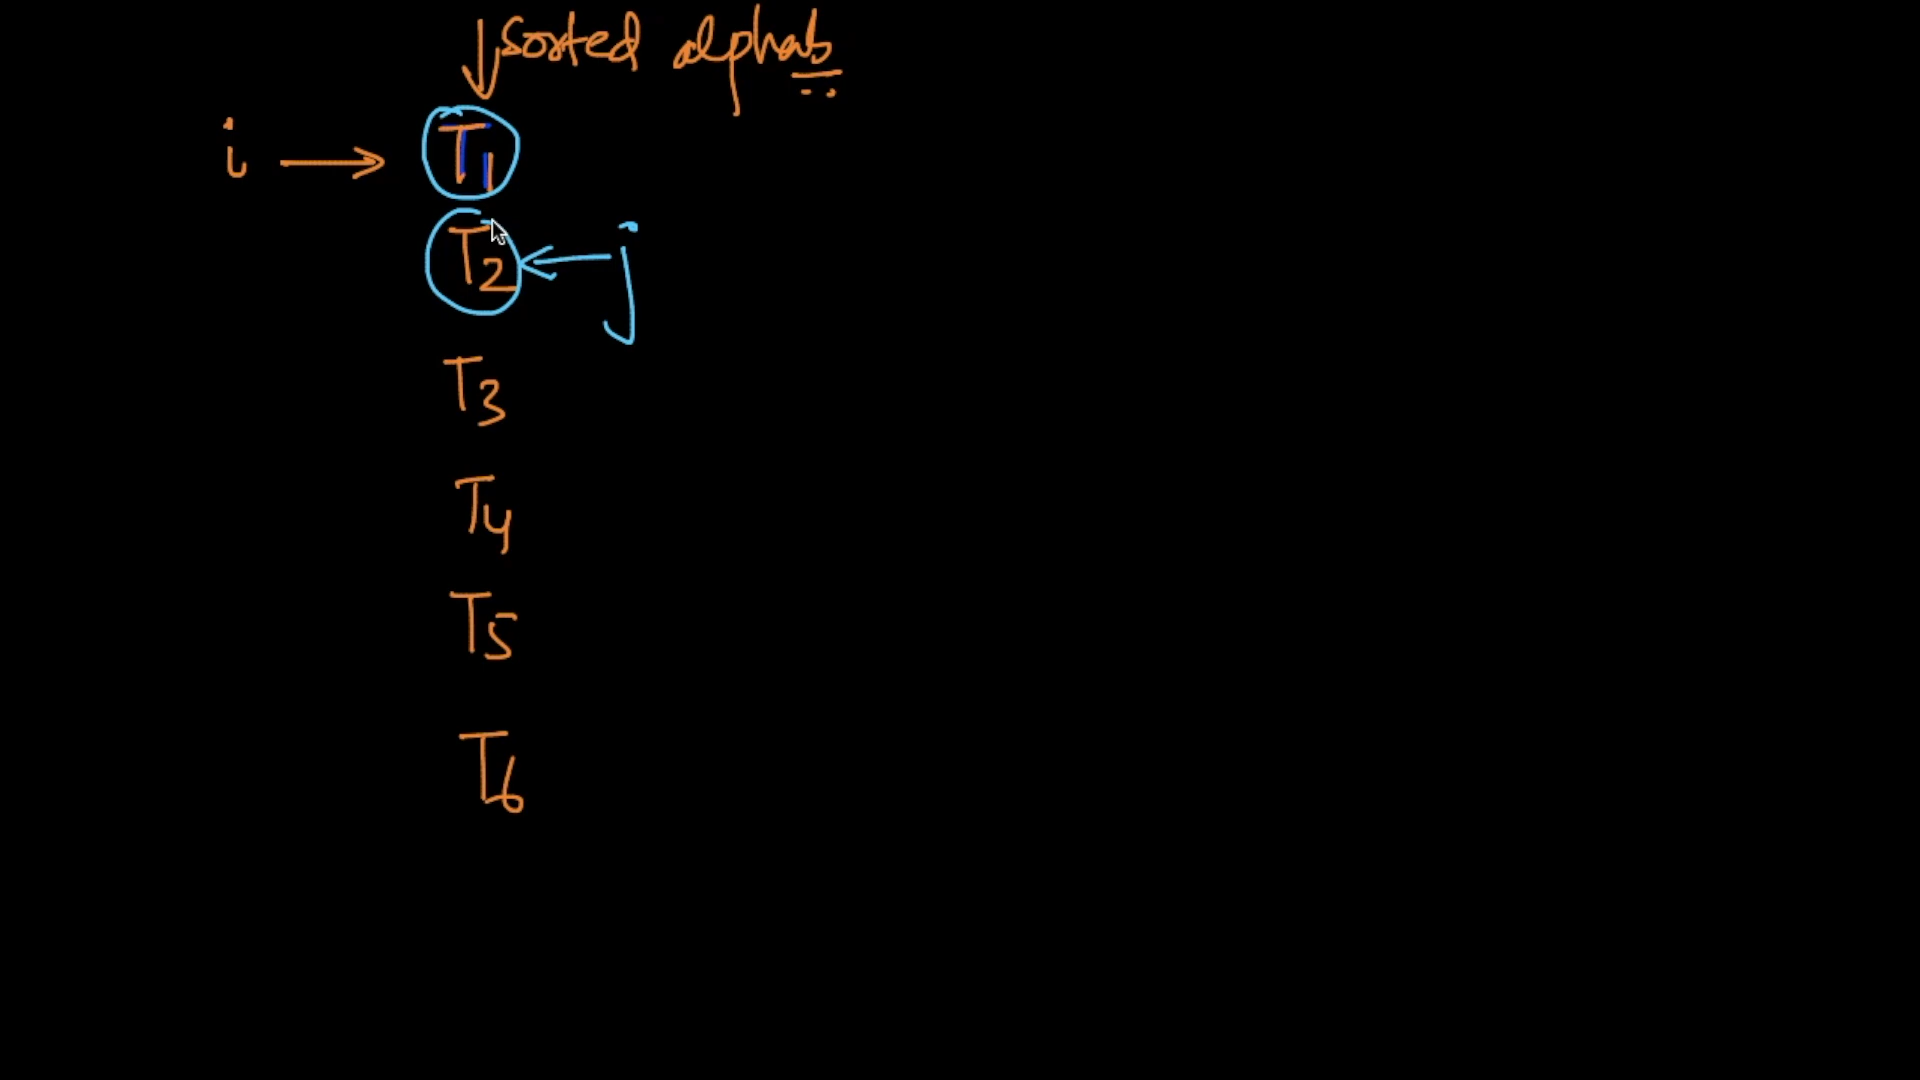 sorted alphab
i → T1
T2 ← j
T3
T4
T5
T6